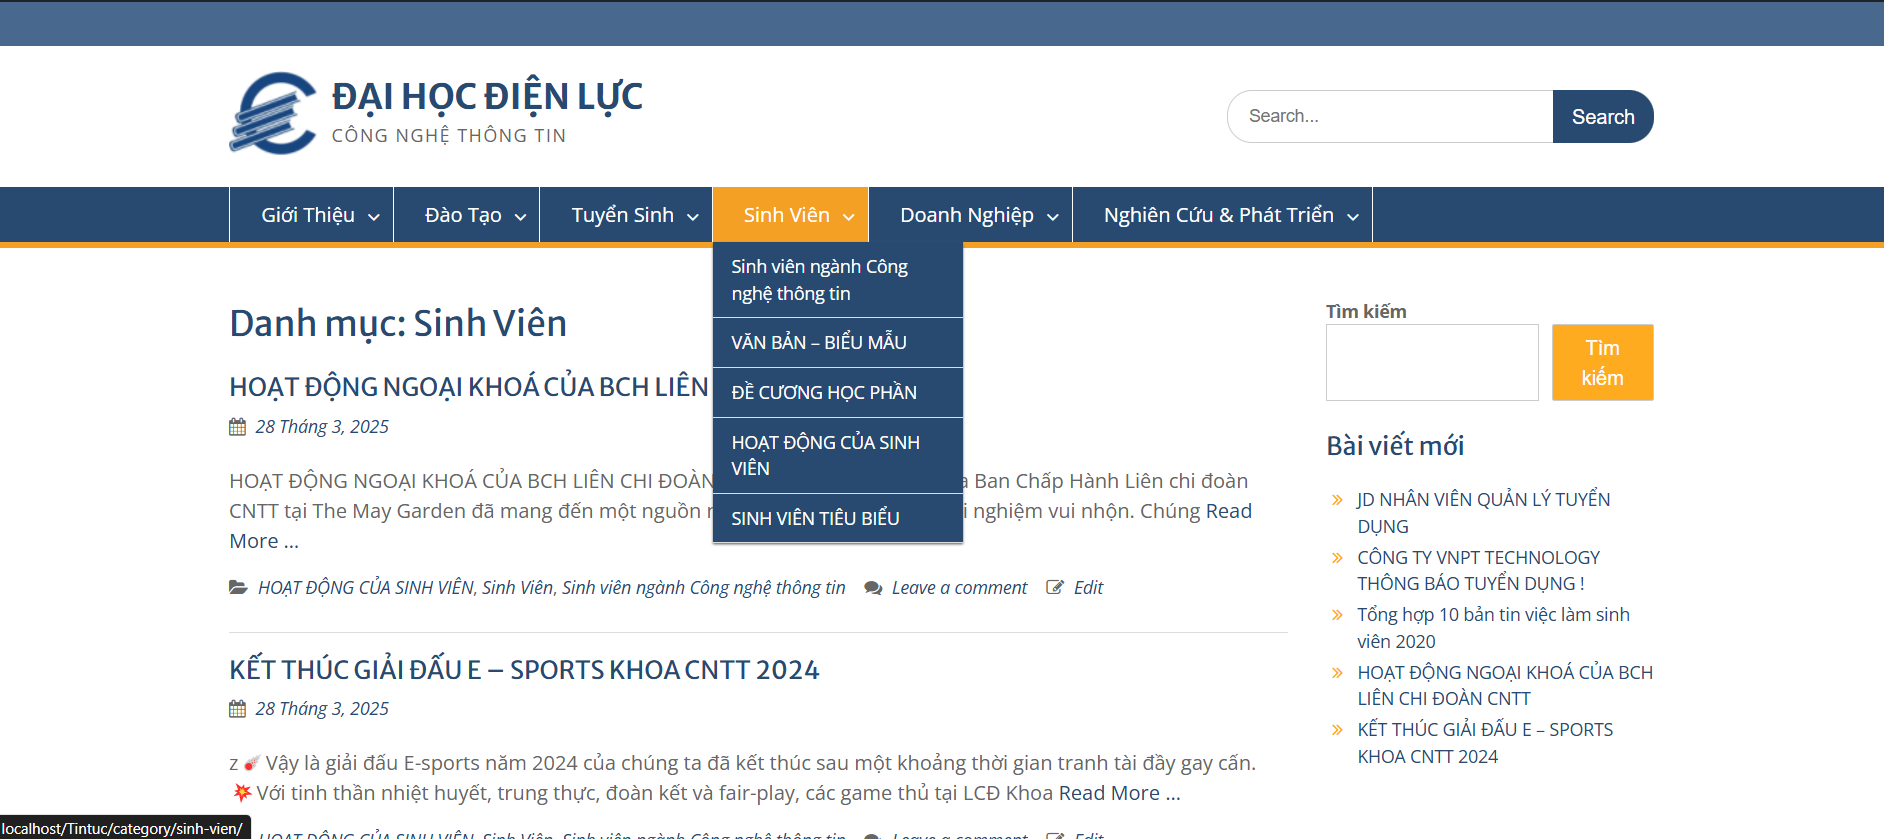 ĐẠI HỌC ĐIỆN LỰC
CÔNG NGHỆ THÔNG TIN
Search...
Search
Giới Thiệu
Đào Tạo
Tuyển Sinh
Sinh Viên
Doanh Nghiệp
Nghiên Cứu & Phát Triển
Sinh viên ngành Công
nghệ thông tin
VĂN BẢN – BIỂU MẪU
ĐỀ CƯƠNG HỌC PHẦN
HOẠT ĐỘNG CỦA SINH
VIÊN
SINH VIÊN TIÊU BIỂU
Danh mục: Sinh Viên
HOẠT ĐỘNG NGOẠI KHOÁ CỦA BCH LIÊN
28 Tháng 3, 2025
HOẠT ĐỘNG NGOẠI KHOÁ CỦA BCH LIÊN CHI ĐOÀN Ban Chấp Hành Liên chi đoàn
CNTT tại The May Garden đã mang đến một nguồn nghiệm vui nhộn. Chúng Read
More ...
HOẠT ĐỘNG CỦA SINH VIÊN, Sinh Viên, Sinh viên ngành Công nghệ thông tin Leave a comment Edit
KẾT THÚC GIẢI ĐẤU E – SPORTS KHOA CNTT 2024
28 Tháng 3, 2025
z Vậy là giải đấu E-sports năm 2024 của chúng ta đã kết thúc sau một khoảng thời gian tranh tài đầy gay cấn.
Với tinh thần nhiệt huyết, trung thực, đoàn kết và fair-play, các game thủ tại LCĐ Khoa Read More ...
HOẠT ĐỘNG CỦA SINH VIÊN, Sinh Viên, Sinh viên ngành Công nghệ thông tin Leave a comment Edit
Tìm kiếm
Tìm
kiếm
Bài viết mới
JD NHÂN VIÊN QUẢN LÝ TUYỂN
DỤNG
CÔNG TY VNPT TECHNOLOGY
THÔNG BÁO TUYỂN DỤNG !
Tổng hợp 10 bản tin việc làm sinh
viên 2020
HOẠT ĐỘNG NGOẠI KHOÁ CỦA BCH
LIÊN CHI ĐOÀN CNTT
KẾT THÚC GIẢI ĐẤU E – SPORTS
KHOA CNTT 2024
localhost/Tintuc/category/sinh-vien/